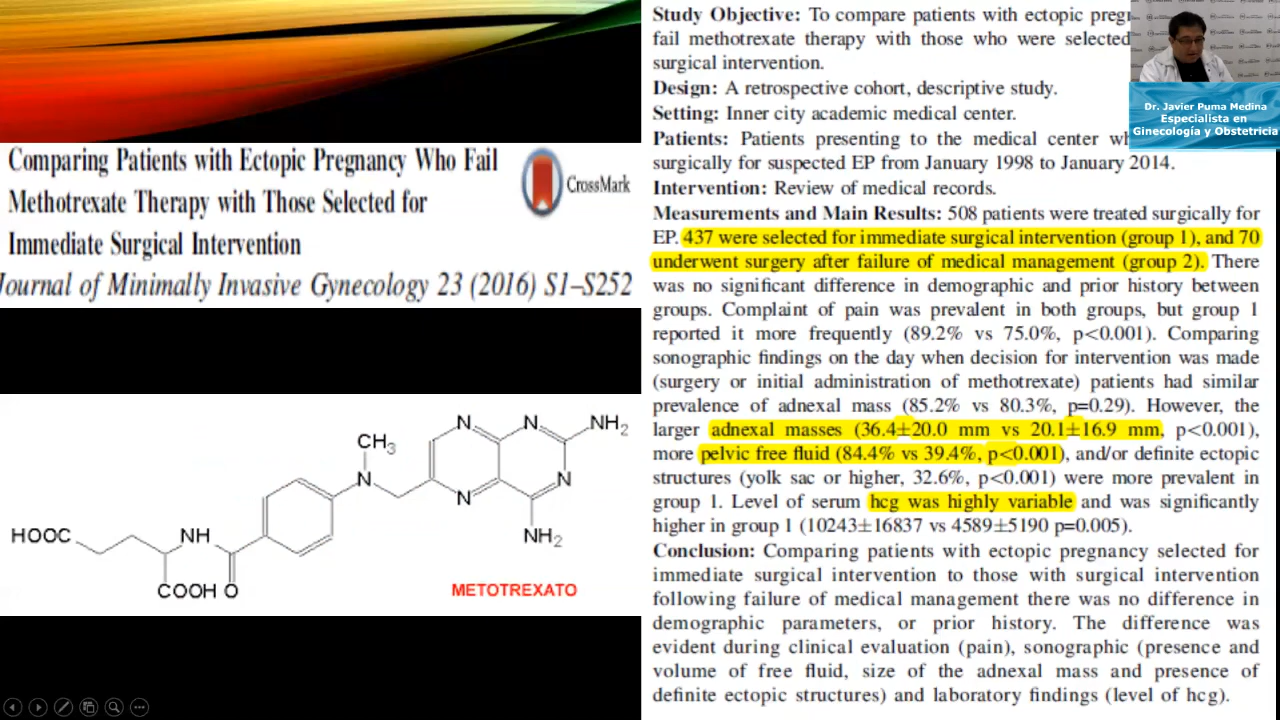 Comparing Patients with Ectopic Pregnancy Who Fail
Methotrexate Therapy with Those Selected for
Immediate Surgical Intervention
CrossMark
Journal of Minimally Invasive Gynecology 23 (2016) S1–S252
CH3
N
N
NH2
N
N
N
NH2
HOOC
NH
COOH
O
METOTREXATO
Study Objective: To compare patients with ectopic
fail methotrexate therapy with those who were selected
surgical intervention.
Design: A retrospective cohort, descriptive study.
Setting: Inner city academic medical center.
Patients: Patients presenting to the medical center
surgically for suspected EP from January 1998 to January 2014.
Intervention: Review of medical records.
Measurements and Main Results: 508 patients were treated surgically for
EP. 437 were selected for immediate surgical intervention (group 1), and 70
underwent surgery after failure of medical management (group 2). There
was no significant difference in demographic and prior history between
groups. Complaint of pain was prevalent in both groups, but group 1
reported it more frequently (89.2% vs 75.0%, p<0.001). Comparing
sonographic findings on the day when decision for intervention was made
(surgery or initial administration of methotrexate) patients had similar
prevalence of adnexal mass (85.2% vs 80.3%, p=0.29). However, the
larger adnexal masses (36.4±20.0 mm vs 20.1±16.9 mm, p<0.001),
more pelvic free fluid (84.4% vs 39.4%, p<0.001), and/or definite ectopic
structures (yolk sac or higher, 32.6%, p<0.001) were more prevalent in
group 1. Level of serum hcg was highly variable and was significantly
higher in group 1 (10243±16837 vs 4589±5190 p=0.005).
Conclusion: Comparing patients with ectopic pregnancy selected for
immediate surgical intervention to those with surgical intervention
following failure of medical management there was no difference in
demographic parameters, or prior history. The difference was
evident during clinical evaluation (pain), sonographic (presence and
volume of free fluid, size of the adnexal mass and presence of
definite ectopic structures) and laboratory findings (level of hcg).
Dr. Javier Puma Medina
Especialista en
Ginecología y Obstetricia